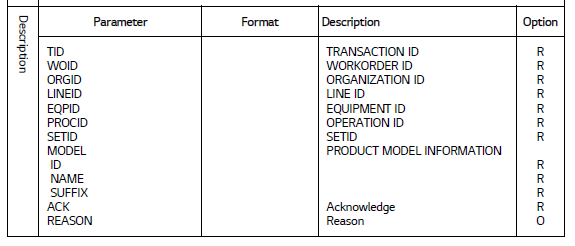 Description
Parameter Format Description Option
TID TRANSACTION ID R
WOID WORKORDER ID R
ORGID ORGANIZATION ID R
LINEID LINE ID R
EQPID EQUIPMENT ID R
PROCID OPERATION ID R
SETID SETID R
MODEL PRODUCT MODEL INFORMATION
ID R
NAME R
SUFFIX R
ACK Acknowledge R
REASON Reason O